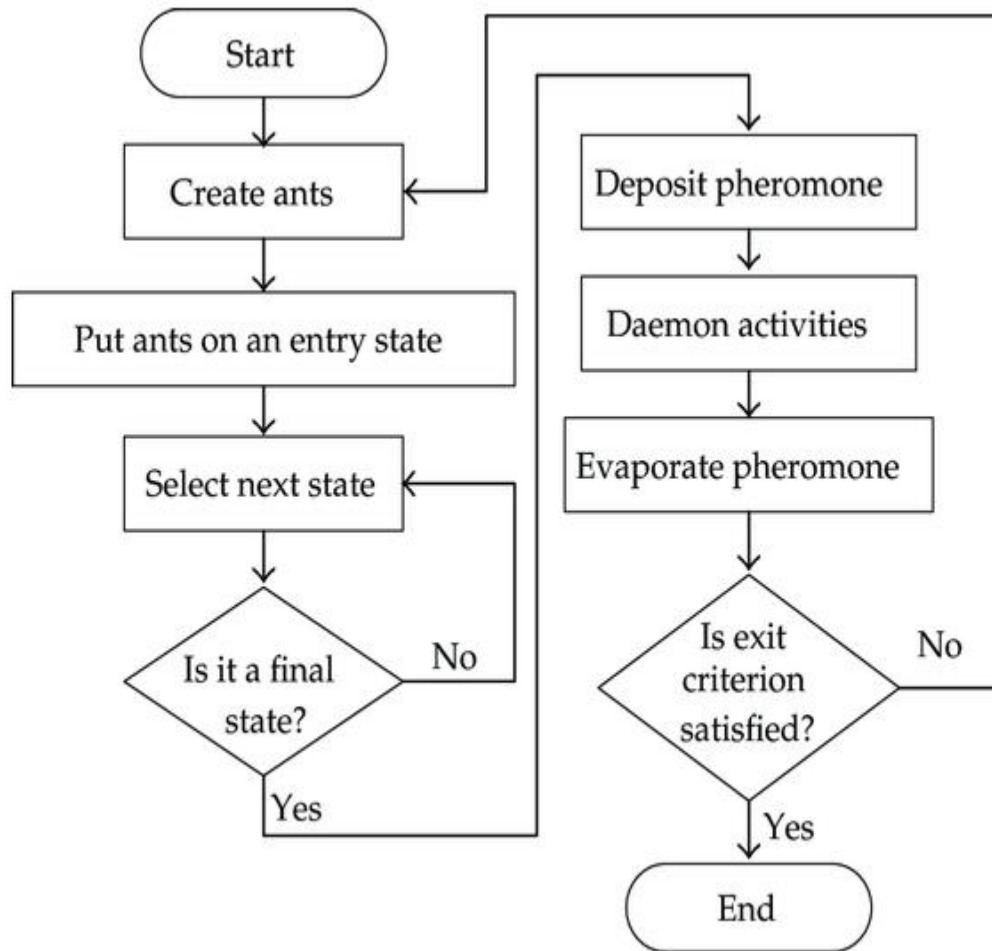 Start
Create ants
Put ants on an entry state
Select next state
Is it a final
state?
No
Yes
Deposit pheromone
Daemon activities
Evaporate pheromone
Is exit
criterion
satisfied?
No
Yes
End